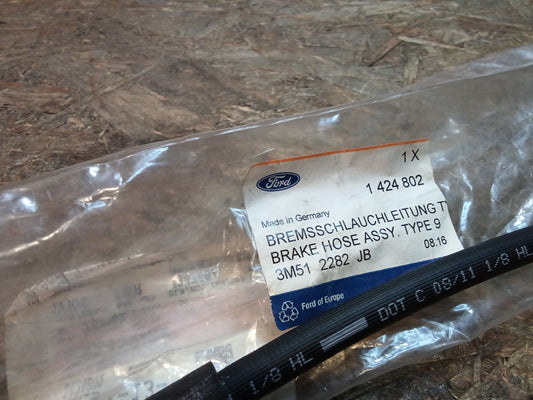 1 X
Ford
1 424 802
Made in Germany
BREMSSCHLAUCHLEITUNG T
BRAKE HOSE ASSY. TYPE 9
3M51 2282 JB 08.16
Ford of Europe
DOT C 08/11 1/8 HL
1/8 HL